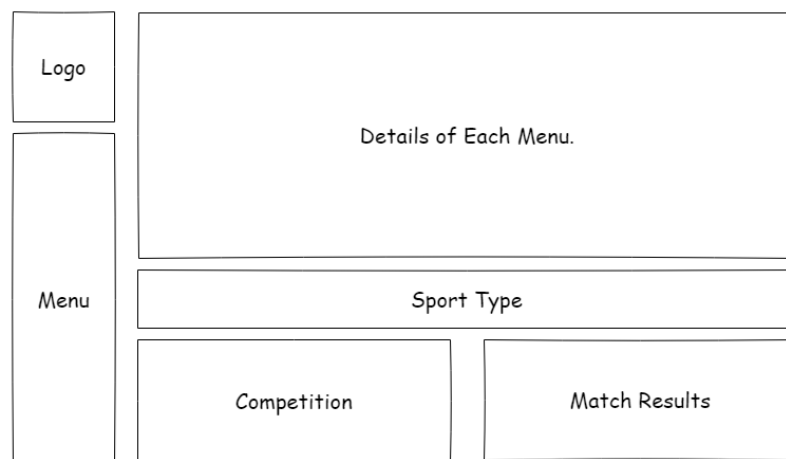 Logo
Details of Each Menu.
Menu
Sport Type
Competition
Match Results